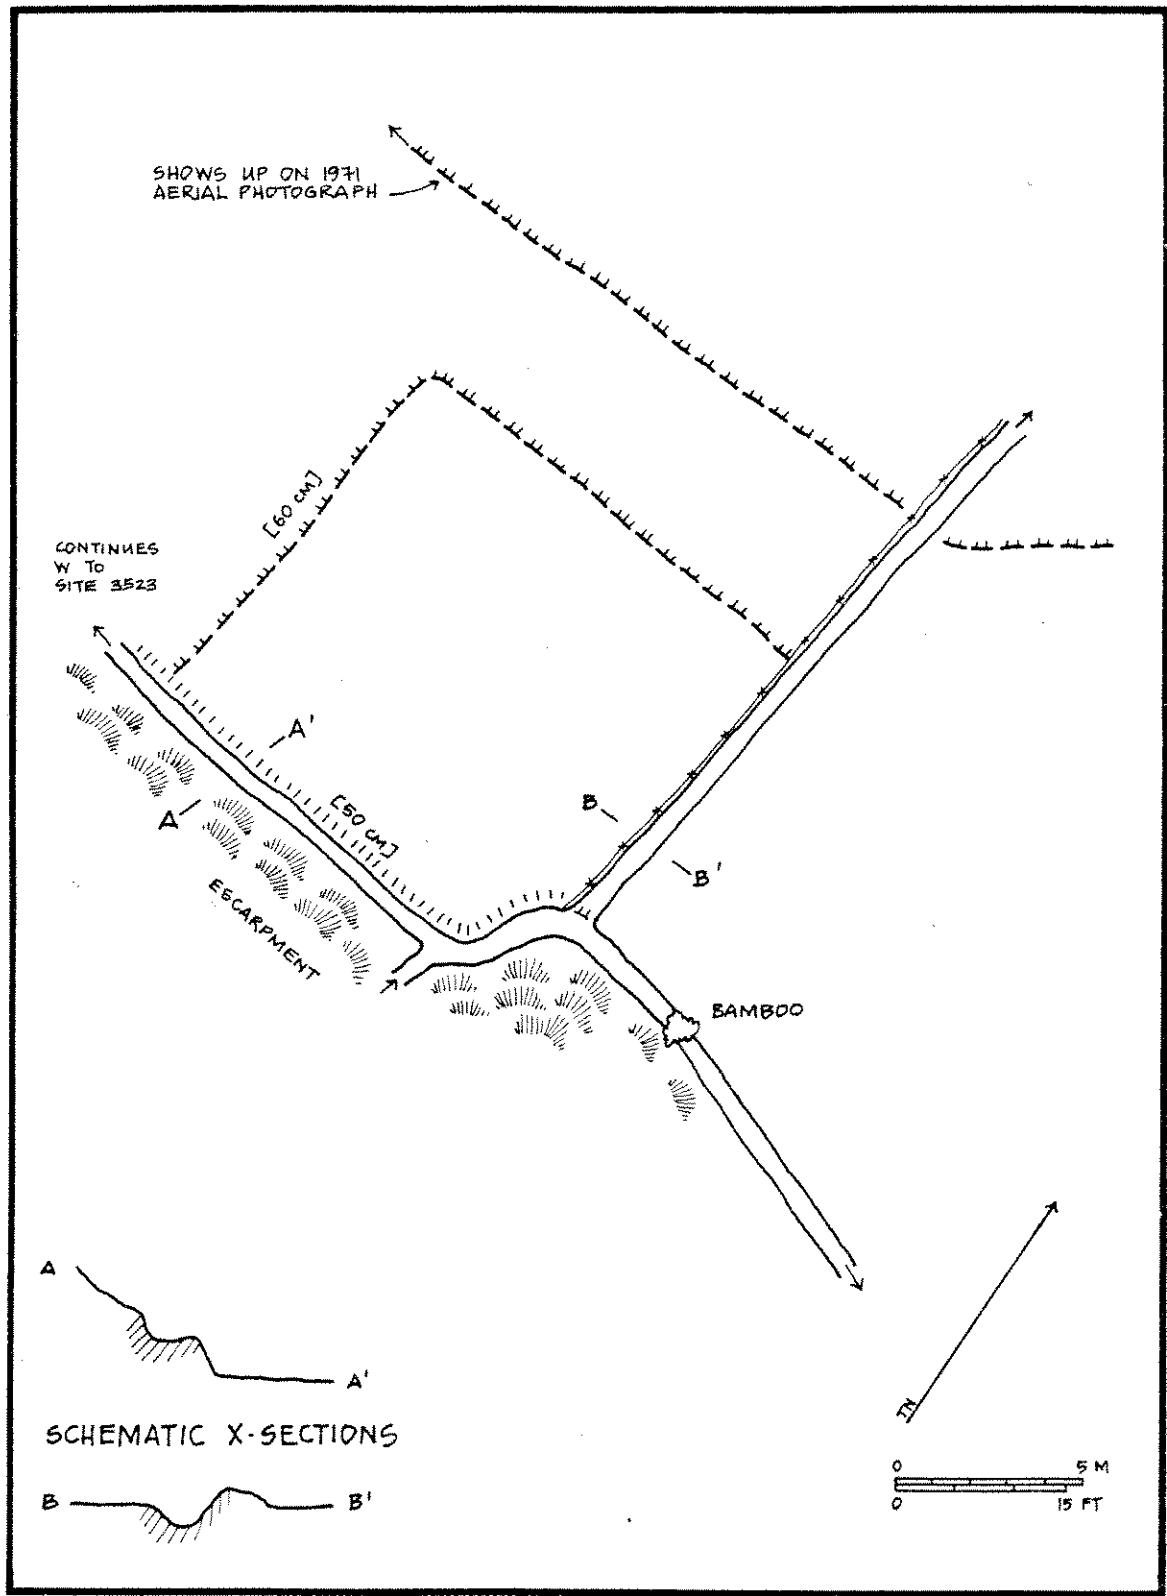 SHOWS UP ON 1971
AERIAL PHOTOGRAPH
[60 CM]
CONTINUES
W TO
SITE 3523
A'
A
[50 CM]
B
B'
ESCARPMENT
BAMBOO
A
A'
SCHEMATIC X-SECTIONS
B
B'
TN
0 5 M
0 15 FT